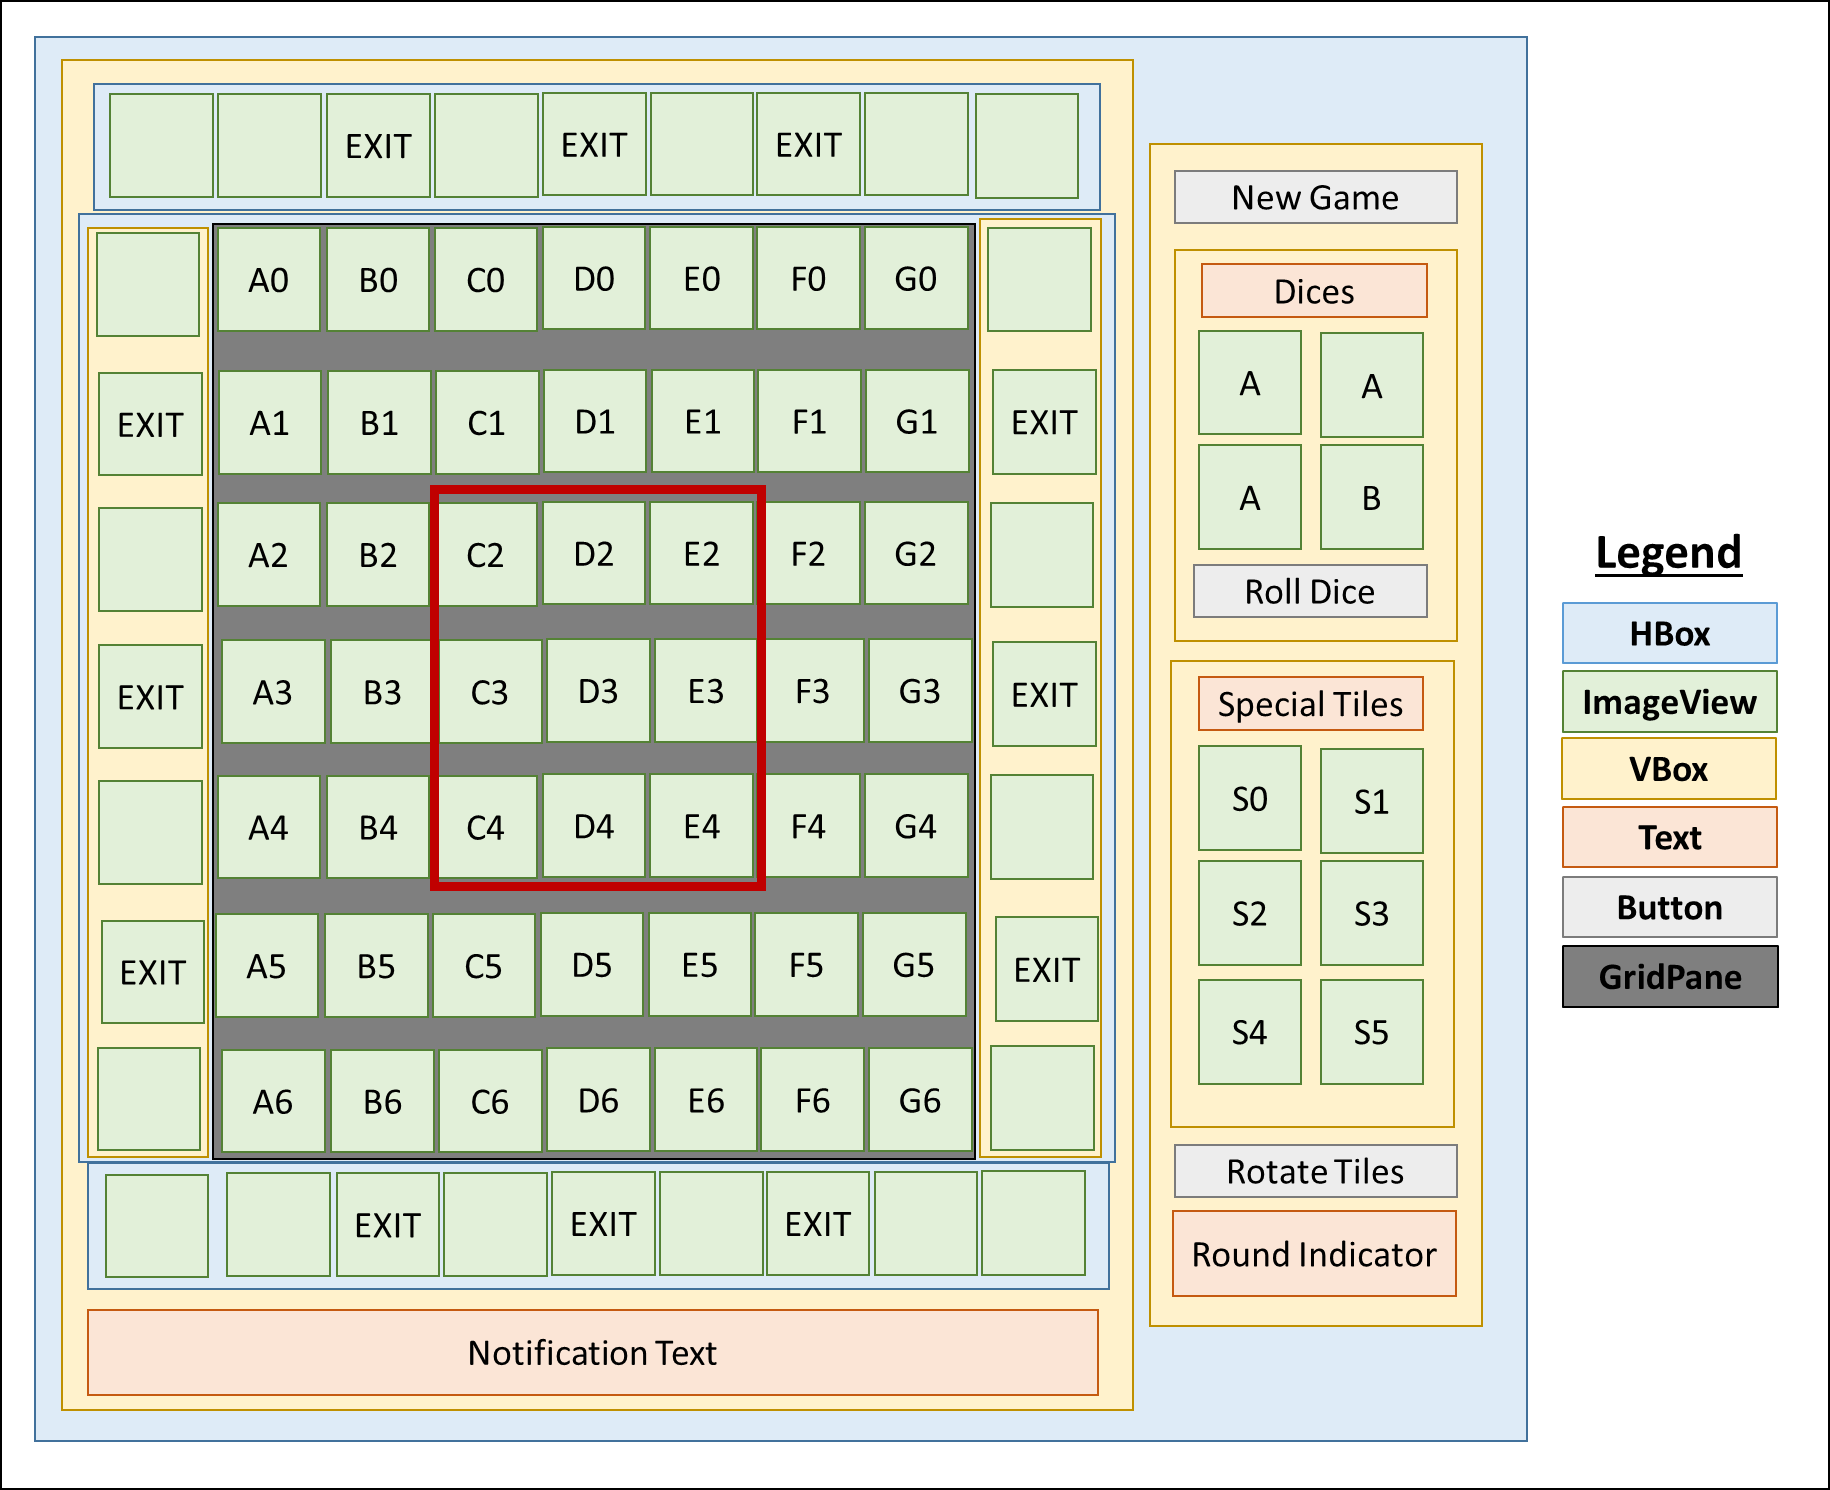 EXIT EXIT EXIT
A0 B0 C0 D0 E0 F0 G0
EXIT A1 B1 C1 D1 E1 F1 G1 EXIT
A2 B2 C2 D2 E2 F2 G2
EXIT A3 B3 C3 D3 E3 F3 G3 EXIT
A4 B4 C4 D4 E4 F4 G4
EXIT A5 B5 C5 D5 E5 F5 G5 EXIT
A6 B6 C6 D6 E6 F6 G6
EXIT EXIT EXIT
Notification Text
New Game
Dices
A A
A B
Roll Dice
Special Tiles
S0 S1
S2 S3
S4 S5
Rotate Tiles
Round Indicator
Legend
HBox
ImageView
VBox
Text
Button
GridPane